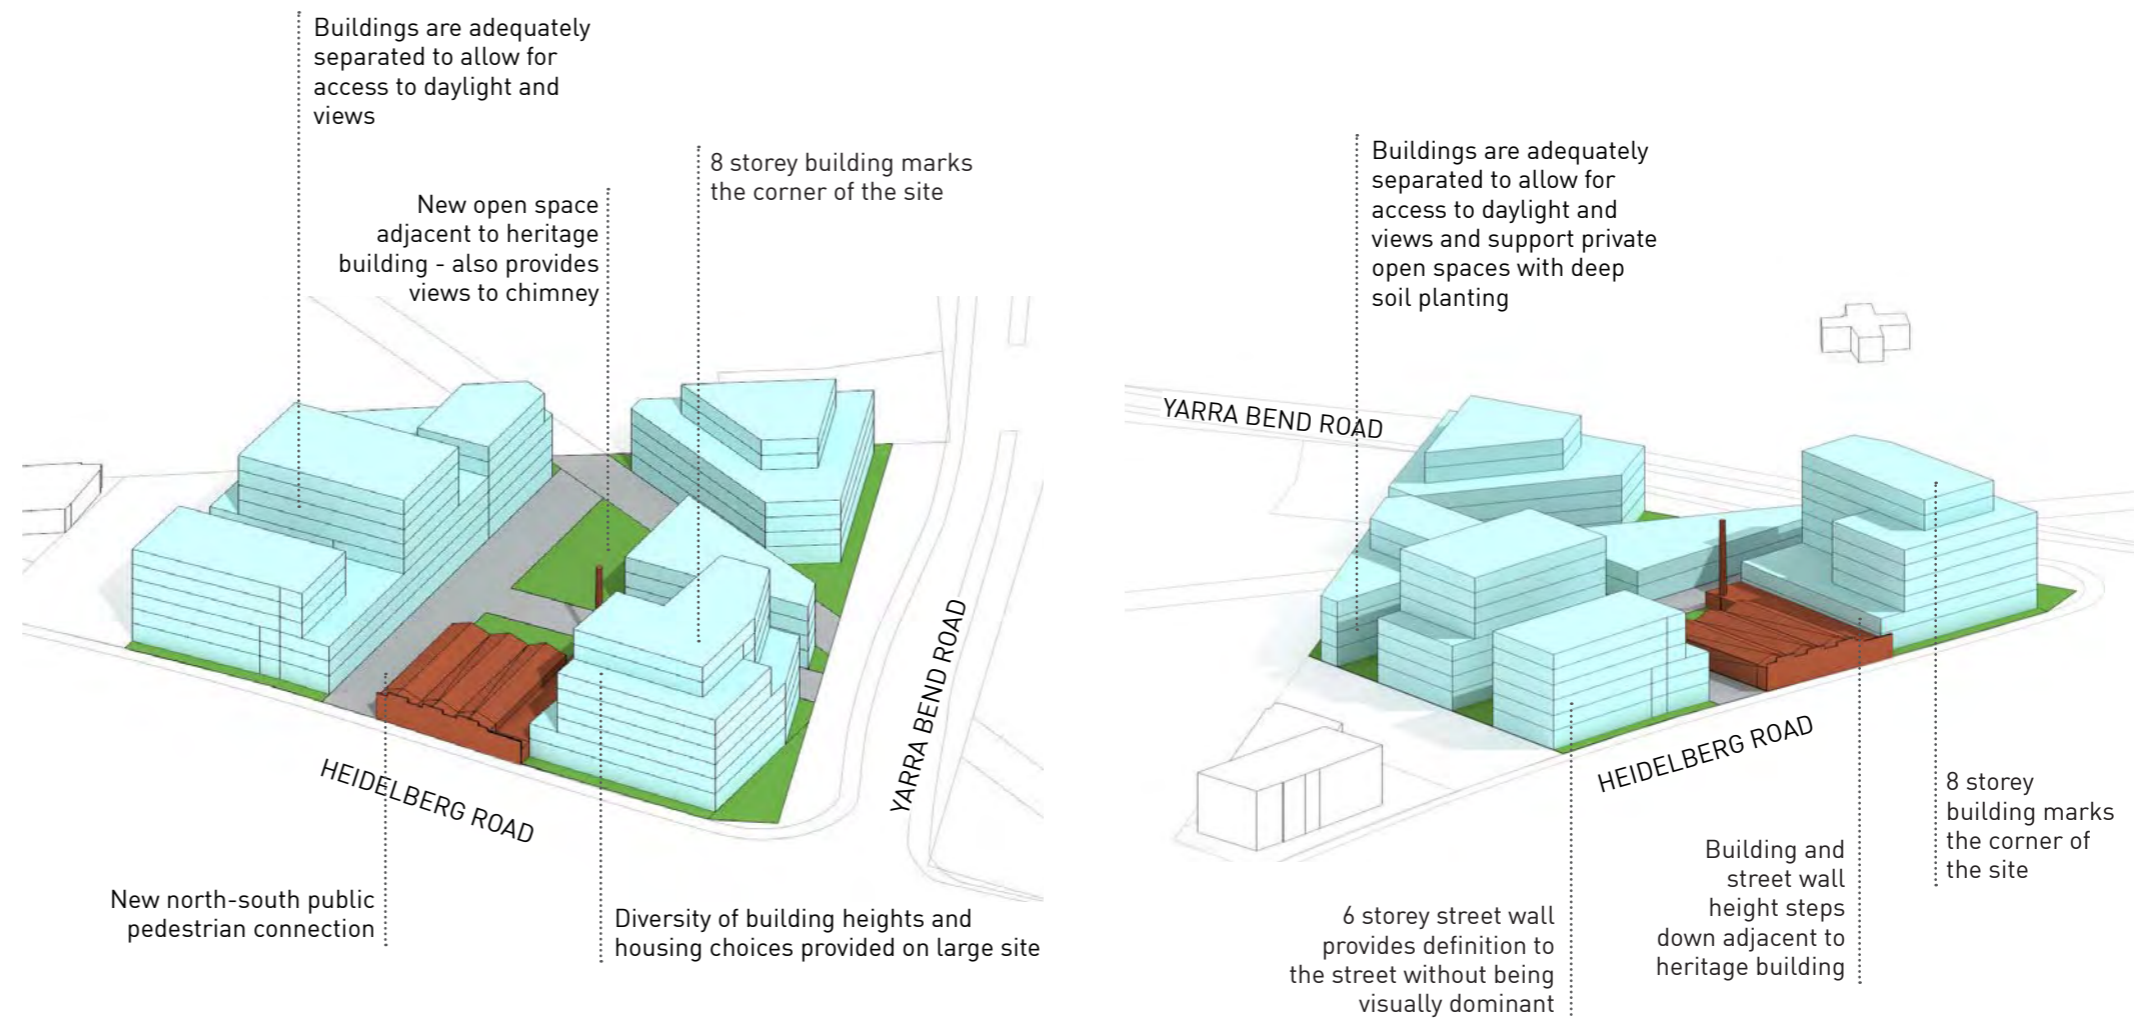 Buildings are adequately
separated to allow for
access to daylight and
views
New open space
adjacent to heritage
building - also provides
views to chimney
8 storey building marks
the corner of the site
YARRA BEND ROAD
HEIDELBERG ROAD
New north-south public
pedestrian connection
Diversity of building heights and
housing choices provided on large site
Buildings are adequately
separated to allow for
access to daylight and
views and support private
open spaces with deep
soil planting
YARRA BEND ROAD
HEIDELBERG ROAD
6 storey street wall
provides definition to
the street without being
visually dominant
Building and
street wall
height steps
down adjacent to
heritage building
8 storey
building marks
the corner of
the site